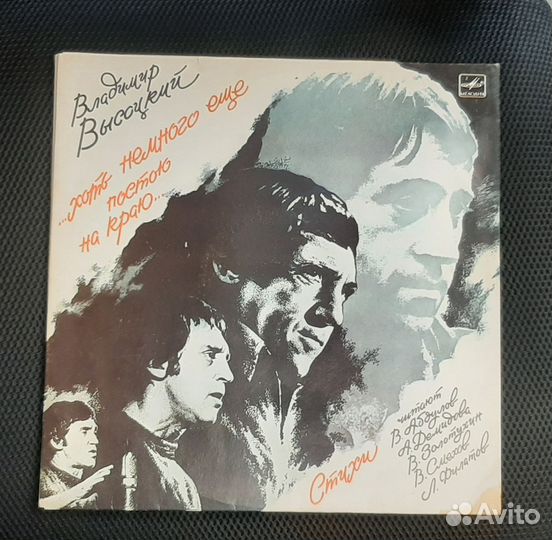 Владимир
Высоцкий
...хоть немного еще
постою
на краю...
МЕЛОДИЯ
Стихи
читают
В. Абдулов
А. Демидова
В. Золотухин
В. Смехов
Л. Филатов
Avito